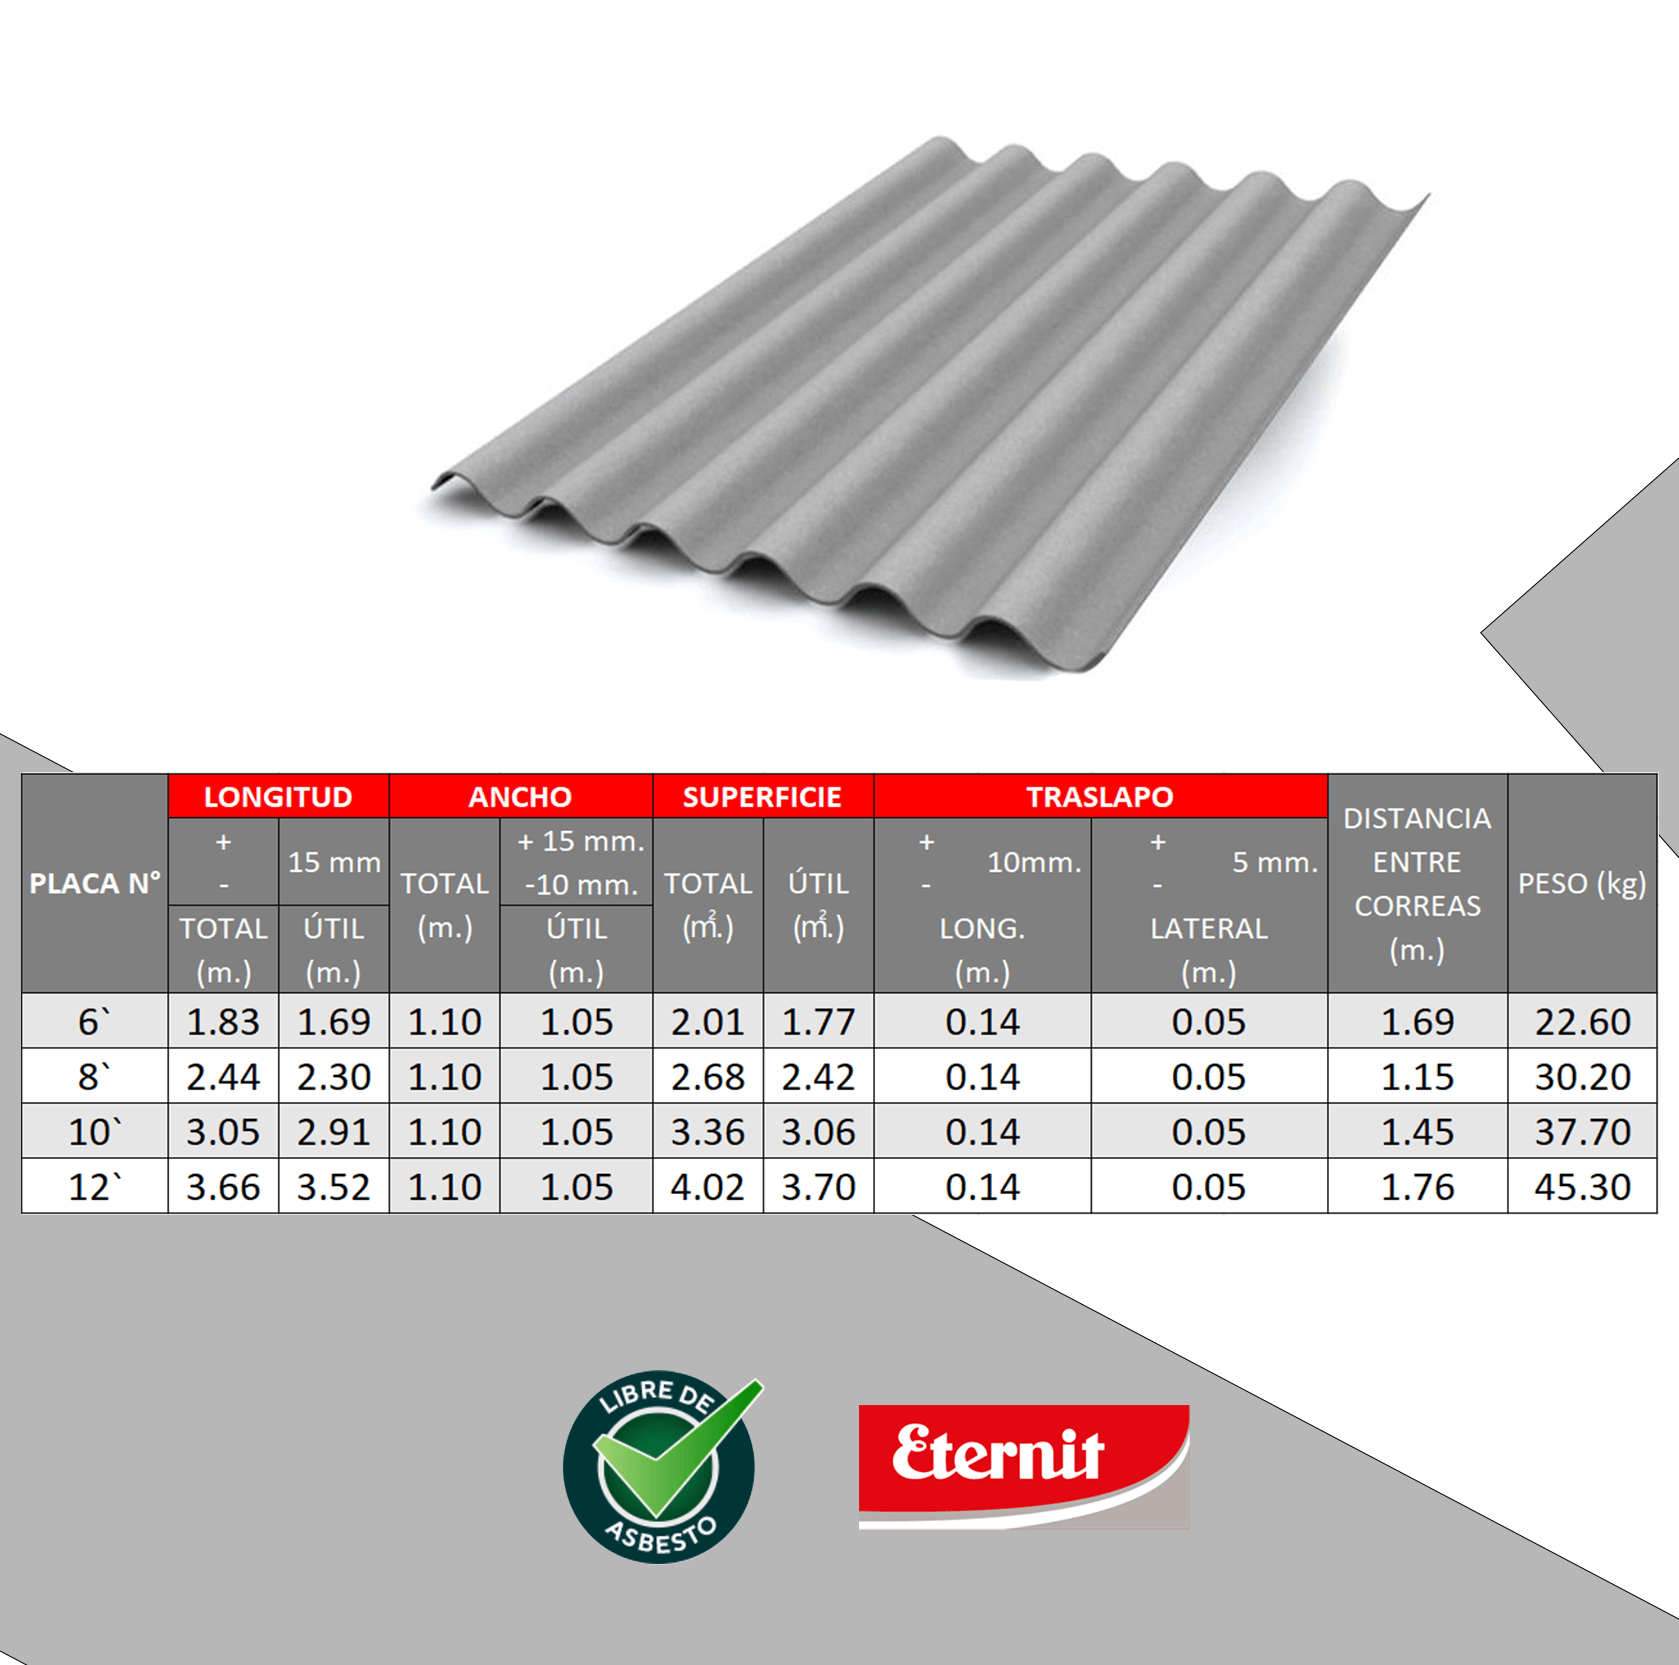 PLACA N° LONGITUD ANCHO SUPERFICIE TRASLAPO DISTANCIA ENTRE CORREAS (m.) PESO (kg)
+ - 15 mm TOTAL (m.) + 15 mm. -10 mm. TOTAL (m².) ÚTIL (m².) + - 10mm. + - 5 mm.
TOTAL (m.) ÚTIL (m.) ÚTIL (m.) LONG. (m.) LATERAL (m.)
6` 1.83 1.69 1.10 1.05 2.01 1.77 0.14 0.05 1.69 22.60
8` 2.44 2.30 1.10 1.05 2.68 2.42 0.14 0.05 1.15 30.20
10` 3.05 2.91 1.10 1.05 3.36 3.06 0.14 0.05 1.45 37.70
12` 3.66 3.52 1.10 1.05 4.02 3.70 0.14 0.05 1.76 45.30
LIBRE DE
ASBESTO
Eternit